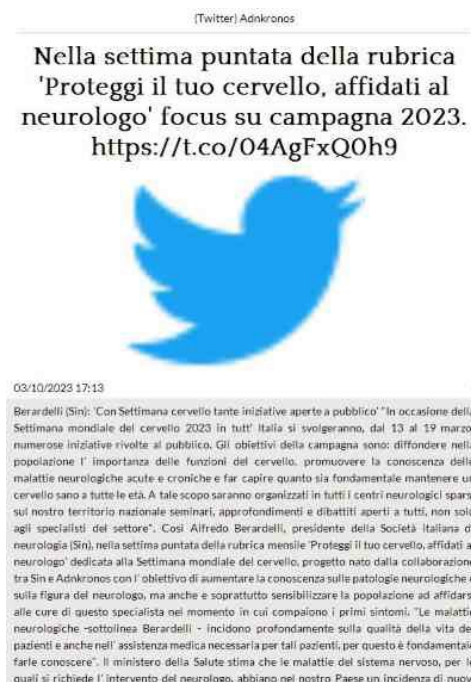 (Twitter) Adnkronos
Nella settima puntata della rubrica
'Proteggi il tuo cervello, affidati al
neurologo' focus su campagna 2023.
https://t.co/04AgFxQ0h9
03/10/2023 17:13
Berardelli (Sin): 'Con Settimana cervello tante iniziative aperte a pubblico' "In occasione della
Settimana mondiale del cervello 2023 in tutt' Italia si svolgeranno, dal 13 al 19 marzo,
numerose iniziative rivolte al pubblico. Gli obiettivi della campagna sono: diffondere nella
popolazione l' importanza delle funzioni del cervello, promuovere la conoscenza delle
malattie neurologiche acute e croniche e far capire quanto sia fondamentale mantenere un
cervello sano a tutte le età. A tale scopo saranno organizzati in tutti i centri neurologici sparsi
sul nostro territorio nazionale seminari, approfondimenti e dibattiti aperti a tutti, non solo
agli specialisti del settore". Così Alfredo Berardelli, presidente della Società italiana di
neurologia (Sin), nella settima puntata della rubrica mensile 'Proteggi il tuo cervello, affidati al
neurologo' dedicata alla Settimana mondiale del cervello, progetto nato dalla collaborazione
tra Sin e Adnkronos con l' obiettivo di aumentare la conoscenza sulle patologie neurologiche e
sulla figura del neurologo, ma anche e soprattutto sensibilizzare la popolazione ad affidarsi
alle cure di questo specialista nel momento in cui compaiono i primi sintomi. "Le malattie
neurologiche -sottolinea Berardelli - incidono profondamente sulla qualità della vita dei
pazienti e anche nell' assistenza medica necessaria per tali pazienti, per questo è fondamentale
farle conoscere". Il ministero della Salute stima che le malattie del sistema nervoso, per le
quali si richiede l' intervento del neurologo, abbiano nel nostro Paese un incidenza di nuovi